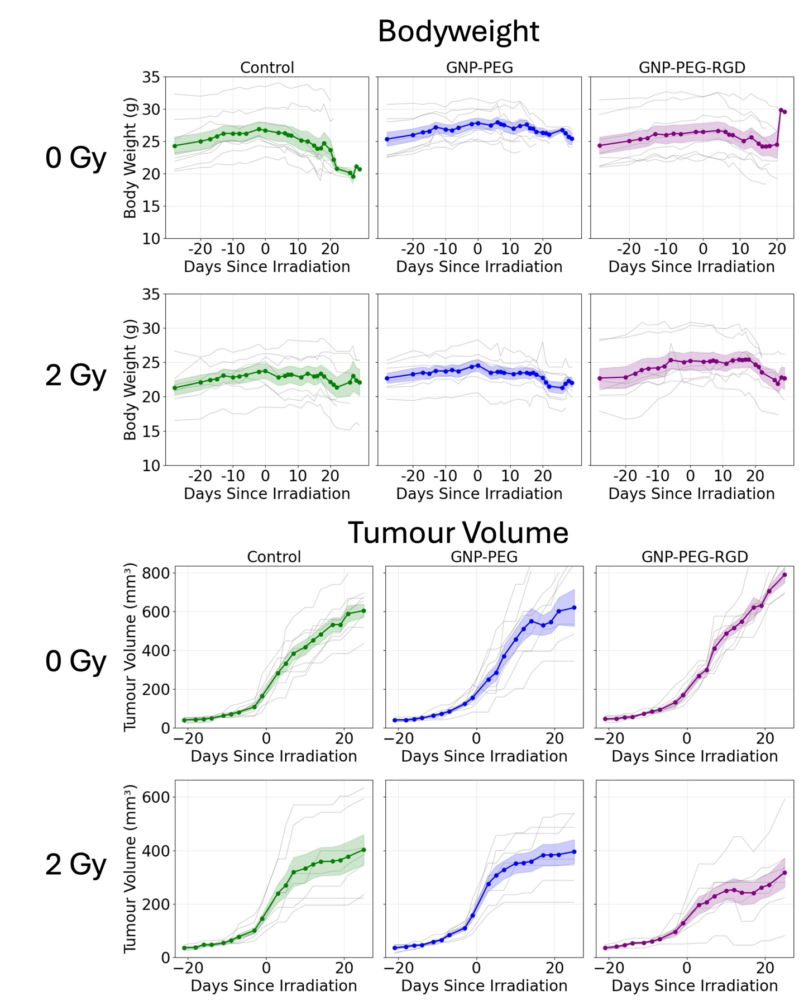 Bodyweight
Control GNP-PEG GNP-PEG-RGD
0 Gy
Body Weight (g)
35
30
25
20
15
10
-20 -10 0 10 20 -20 -10 0 10 20 -20 -10 0 10 20
Days Since Irradiation Days Since Irradiation Days Since Irradiation
2 Gy
Body Weight (g)
35
30
25
20
15
10
-20 -10 0 10 20 -20 -10 0 10 20 -20 -10 0 10 20
Days Since Irradiation Days Since Irradiation Days Since Irradiation
Tumour Volume
Control GNP-PEG GNP-PEG-RGD
0 Gy
Tumour Volume (mm³)
800
600
400
200
0
−20 0 20 −20 0 20 −20 0 20
Days Since Irradiation Days Since Irradiation Days Since Irradiation
2 Gy
Tumour Volume (mm³)
600
400
200
0
−20 0 20 −20 0 20 −20 0 20
Days Since Irradiation Days Since Irradiation Days Since Irradiation